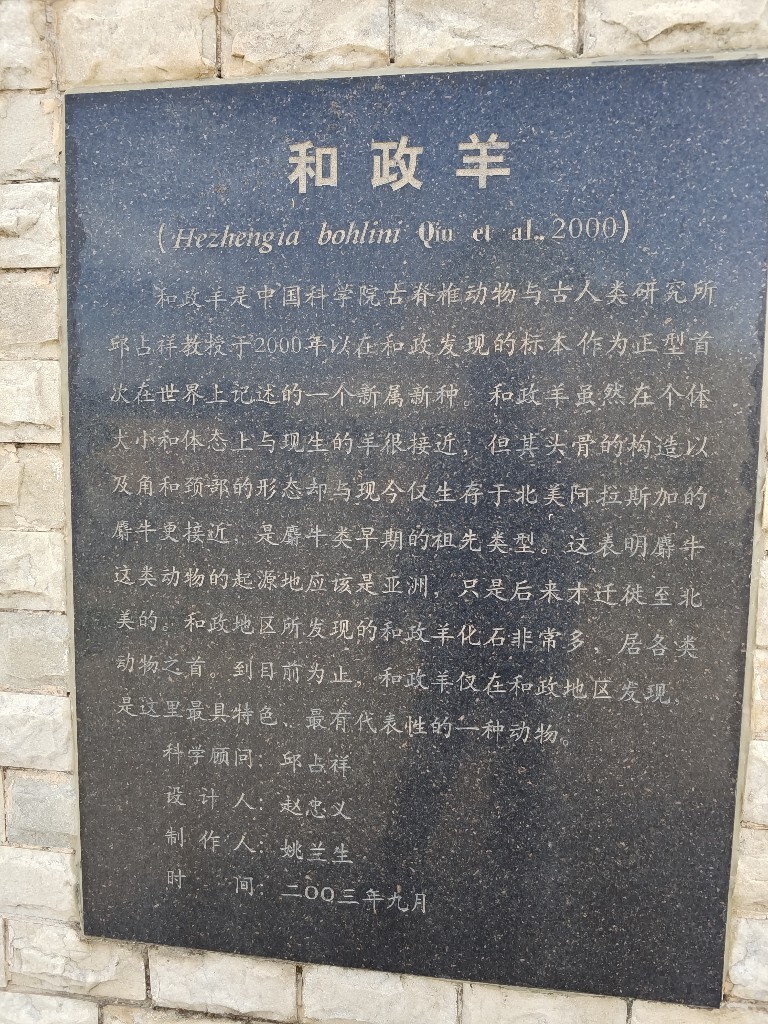 和政羊
(Hezhengia bohlini Qiu et al., 2000)
和政羊是中国科学院古脊椎动物与古人类研究所
邱占祥教授于2000年以在和政发现的标本作为正型首
次在世界上记述的一个新属新种。和政羊虽然在个体
大小和体态上与现生的羊很接近，但其头骨的构造以
及角和颈部的形态却与现今仅生存于北美阿拉斯加的
麝牛更接近，是麝牛类早期的祖先类型。这表明麝牛
这类动物的起源地应该是亚洲，只是后来才迁徙至北
美的。和政地区所发现的和政羊化石非常多，居各类
动物之首。到目前为止，和政羊仅在和政地区发现，
是这里最具特色、最有代表性的一种动物。
科学顾问：邱占祥
设计人：赵忠义
制作人：姚兰生
时间：二〇〇三年九月